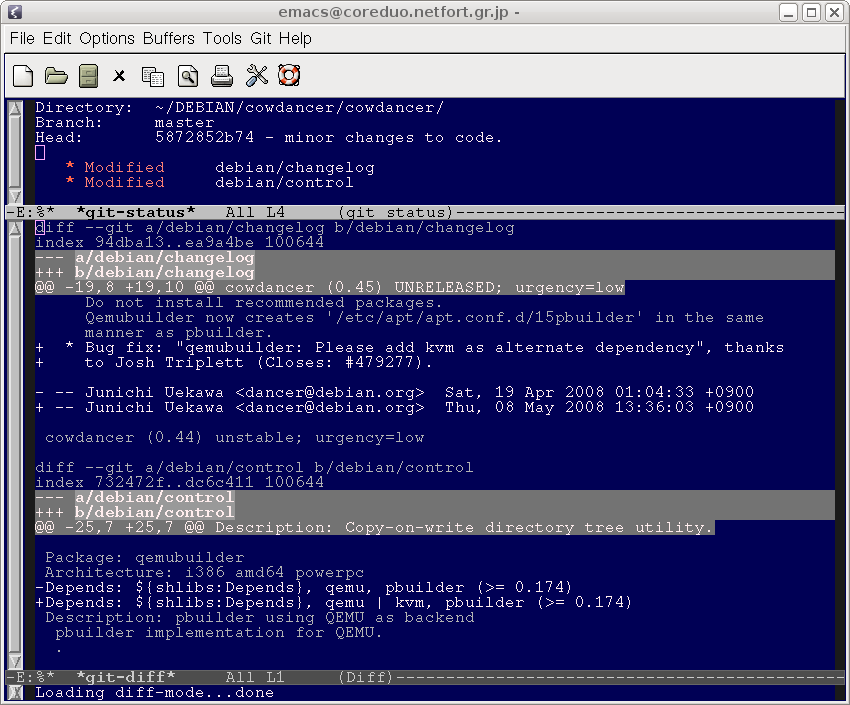 emacs@coreduo.netfort.gr.jp -
File Edit Options Buffers Tools Git Help
Directory:  ~/DEBIAN/cowdancer/cowdancer/
Branch:     master
Head:       5872852b74 - minor changes to code.
   * Modified     debian/changelog
   * Modified     debian/control
-E:%*  *git-status*   All L4     (git status)---------------------------------------
diff --git a/debian/changelog b/debian/changelog
index 94dba13..ea9a4be 100644
--- a/debian/changelog
+++ b/debian/changelog
@@ -19,8 +19,10 @@ cowdancer (0.45) UNRELEASED; urgency=low
     Do not install recommended packages.
     Qemubuilder now creates '/etc/apt/apt.conf.d/15pbuilder' in the same
     manner as pbuilder.
+  * Bug fix: "qemubuilder: Please add kvm as alternate dependency", thanks
+    to Josh Triplett (Closes: #479277).
- -- Junichi Uekawa <dancer@debian.org>  Sat, 19 Apr 2008 01:04:33 +0900
+ -- Junichi Uekawa <dancer@debian.org>  Thu, 08 May 2008 13:36:03 +0900
 cowdancer (0.44) unstable; urgency=low
diff --git a/debian/control b/debian/control
index 732472f..dc6c411 100644
--- a/debian/control
+++ b/debian/control
@@ -25,7 +25,7 @@ Description: Copy-on-write directory tree utility.
 Package: qemubuilder
 Architecture: i386 amd64 powerpc
-Depends: ${shlibs:Depends}, qemu, pbuilder (>= 0.174)
+Depends: ${shlibs:Depends}, qemu | kvm, pbuilder (>= 0.174)
 Description: pbuilder using QEMU as backend
  pbuilder implementation for QEMU.
  .
-E:%*  *git-diff*     All L1     (Diff)---------------------------------------------
Loading diff-mode...done